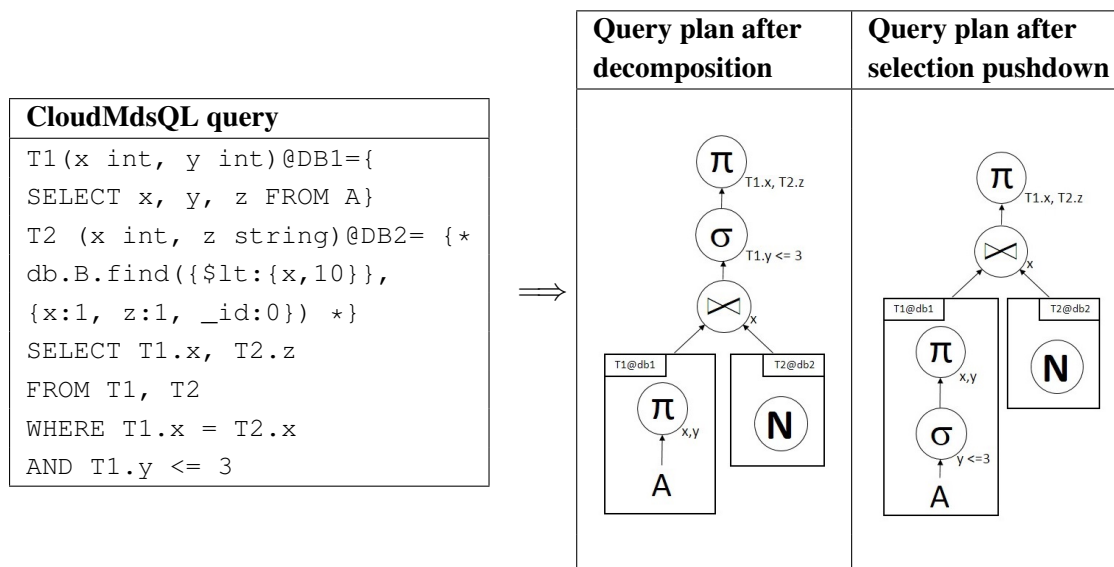 CloudMdsQL query
T1(x int, y int)@DB1={
SELECT x, y, z FROM A}
T2 (x int, z string)@DB2= {*
db.B.find({$lt:{x,10}},
{x:1, z:1, _id:0}) *}
SELECT T1.x, T2.z
FROM T1, T2
WHERE T1.x = T2.x
AND T1.y <= 3
⟹
Query plan after
decomposition
π
T1.x, T2.z
σ
T1.y <= 3
⋈
x
T1@db1
π
x,y
A
T2@db2
N
Query plan after
selection pushdown
π
T1.x, T2.z
⋈
x
T1@db1
π
x,y
σ
y <=3
A
T2@db2
N